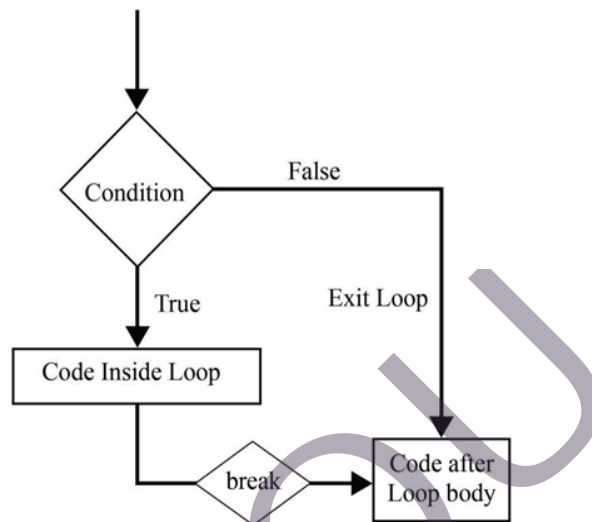 Condition
False
True
Exit Loop
Code Inside Loop
break
Code after
Loop body